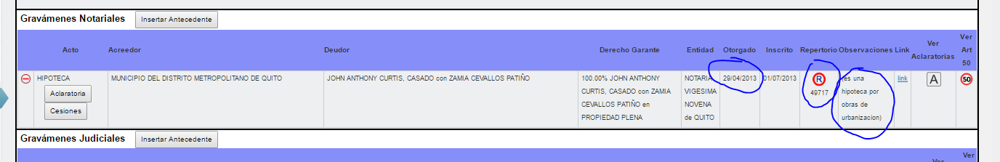 Gravámenes Notariales Insertar Antecedente
Acto Acreedor Deudor Derecho Garante Entidad Otorgado Inscrito Repertorio Observaciones Link Ver Aclaratorias Ver Art 50
HIPOTECA MUNICIPIO DEL DISTRITO METROPOLITANO DE QUITO JOHN ANTHONY CURTIS, CASADO con ZAMIA CEVALLOS PATIÑO 100.00% JOHN ANTHONY NOTARIA 29/04/2013 01/07/2013 R (es una link A 50
Aclaratoria CURTIS, CASADO con ZAMIA VIGESIMA 49717 hipoteca por
Cesiones CEVALLOS PATIÑO en NOVENA obras de
PROPIEDAD PLENA de QUITO urbanizacion)
Gravámenes Judiciales Insertar Antecedente
Ver
Ver